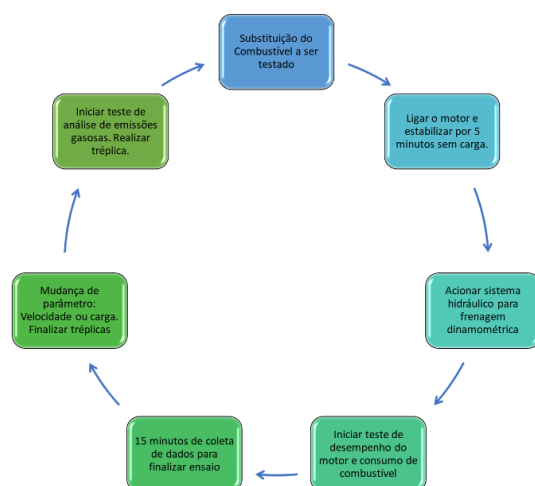 Substituição do
Combustível a ser
testado
Ligar o motor e
estabilizar por 5
minutos sem carga.
Acionar sistema
hidráulico para
frenagem
dinamométrica
Iniciar teste de
desempenho do
motor e consumo de
combustível
15 minutos de coleta
de dados para
finalizar ensaio
Mudança de
parâmetro:
Velocidade ou carga.
Finalizar tréplicas
Iniciar teste de
análise de emissões
gasosas. Realizar
tréplica.